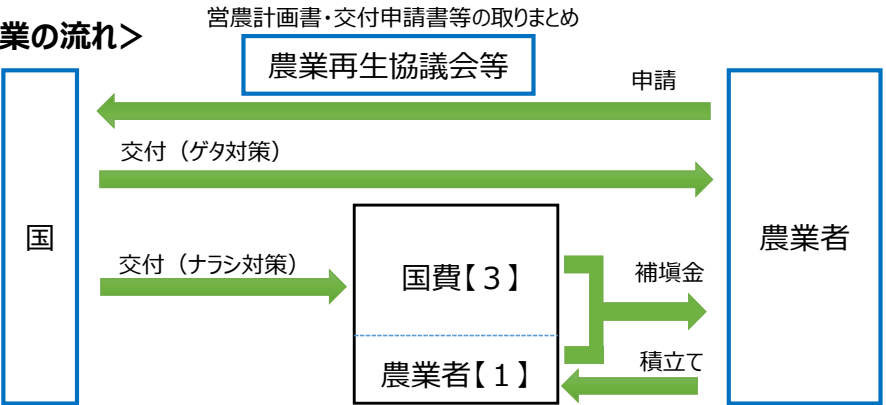 営農計画書・交付申請書等の取りまとめ
業の流れ＞
農業再生協議会等
申請
交付（ゲタ対策）
国
農業者
交付（ナラシ対策）
国費【３】
補塡金
積立て
農業者【１】